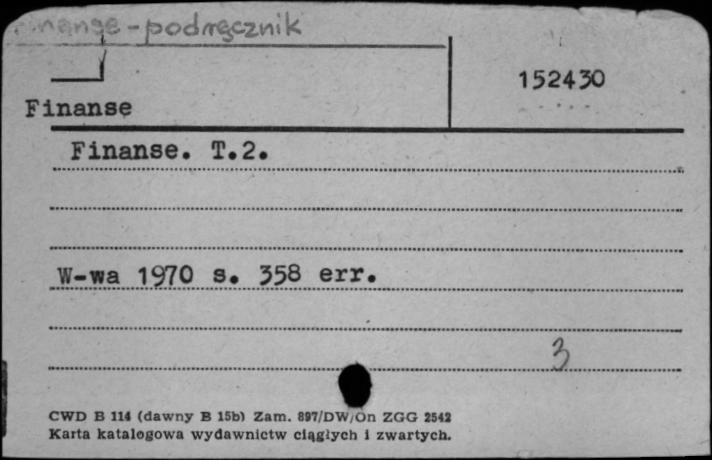 Finanse - podręcznik
152430
Finanse
Finanse. T.2.
W-wa 1970 s. 358 err.
3
CWD B 114 (dawny B 15b) Zam. 897/DW/On ZGG 2542
Karta katalogowa wydawnictw ciągłych i zwartych.